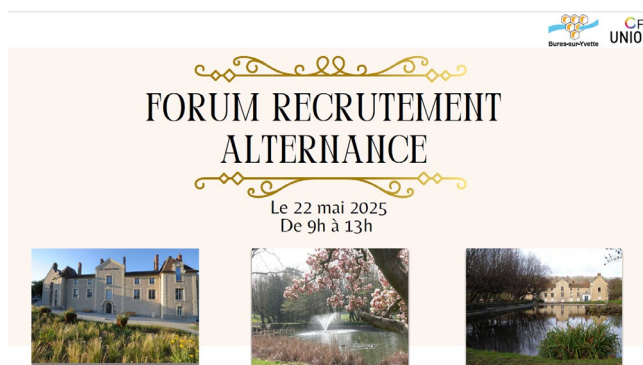 Bures-sur-Yvette
FORUM RECRUTEMENT
ALTERNANCE
Le 22 mai 2025
De 9h à 13h